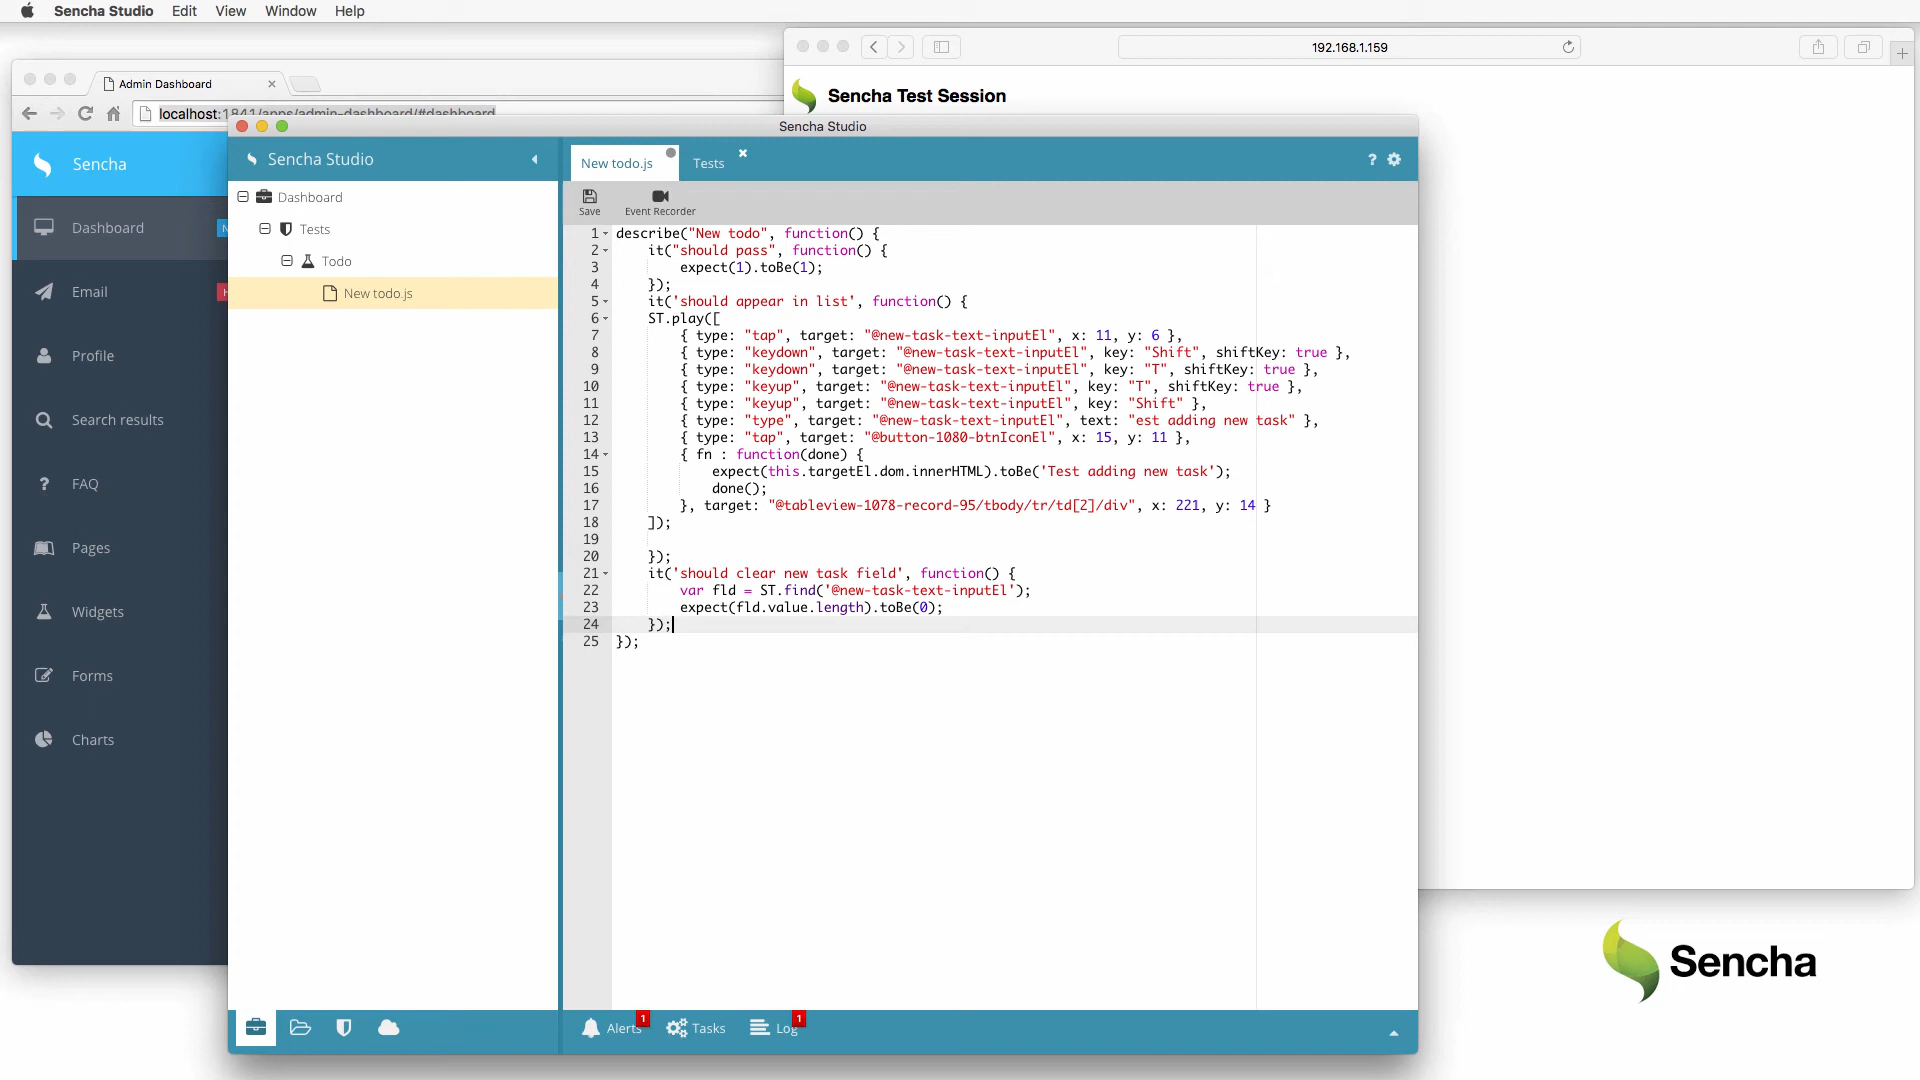 Sencha Studio Edit View Window Help
192.168.1.159
Admin Dashboard
Sencha Test Session
localhost:1841/apps/admin-dashboard/#dashboard
Sencha Studio
Sencha
Dashboard
Email
Profile
Search results
FAQ
Pages
Widgets
Forms
Charts
Sencha Studio
Dashboard
Tests
Todo
New todo.js
New todo.js Tests
?
Save Event Recorder
1 describe("New todo", function() {
2 it("should pass", function() {
3 expect(1).toBe(1);
4 });
5 it('should appear in list', function() {
6 ST.play([
7 { type: "tap", target: "@new-task-text-inputEl", x: 11, y: 6 },
8 { type: "keydown", target: "@new-task-text-inputEl", key: "Shift", shiftKey: true },
9 { type: "keydown", target: "@new-task-text-inputEl", key: "T", shiftKey: true },
10 { type: "keyup", target: "@new-task-text-inputEl", key: "T", shiftKey: true },
11 { type: "keyup", target: "@new-task-text-inputEl", key: "Shift" },
12 { type: "type", target: "@new-task-text-inputEl", text: "est adding new task" },
13 { type: "tap", target: "@button-1080-btnIconEl", x: 15, y: 11 },
14 { fn : function(done) {
15 expect(this.targetEl.dom.innerHTML).toBe('Test adding new task');
16 done();
17 }, target: "@tableview-1078-record-95/tbody/tr/td[2]/div", x: 221, y: 14 }
18 ]);
19
20 });
21 it('should clear new task field', function() {
22 var fld = ST.find('@new-task-text-inputEl');
23 expect(fld.value.length).toBe(0);
24 });
25 });
Alerts 1 Tasks Log 1
Sencha